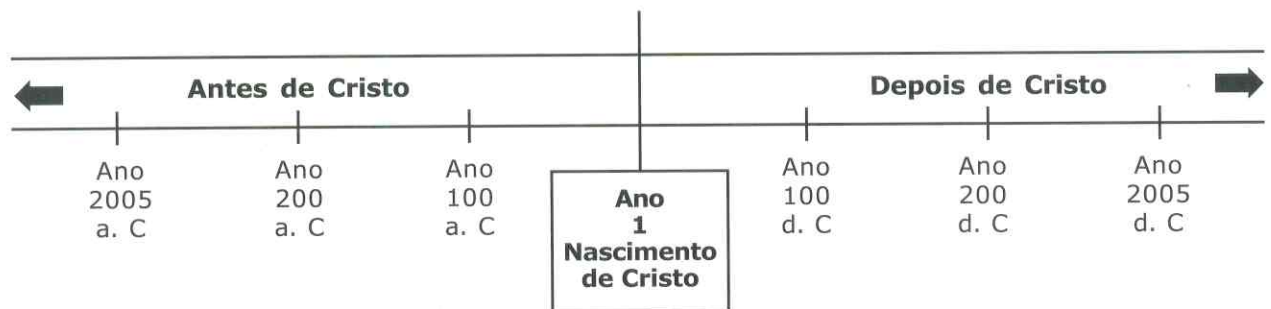 Antes de Cristo
Depois de Cristo
Ano
2005
a. C
Ano
200
a. C
Ano
100
a. C
Ano
1
Nascimento
de Cristo
Ano
100
d. C
Ano
200
d. C
Ano
2005
d. C